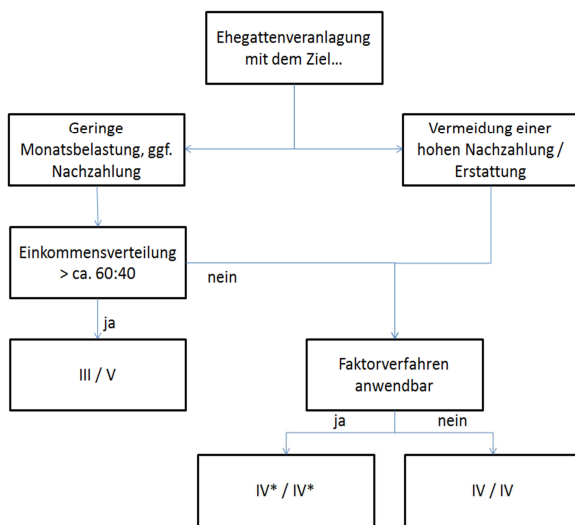 Ehegattenveranlagung
mit dem Ziel…
Geringe
Monatsbelastung, ggf.
Nachzahlung
Vermeidung einer
hohen Nachzahlung /
Erstattung
Einkommensverteilung
> ca. 60:40
nein
ja
III / V
Faktorverfahren
anwendbar
ja
nein
IV* / IV*
IV / IV